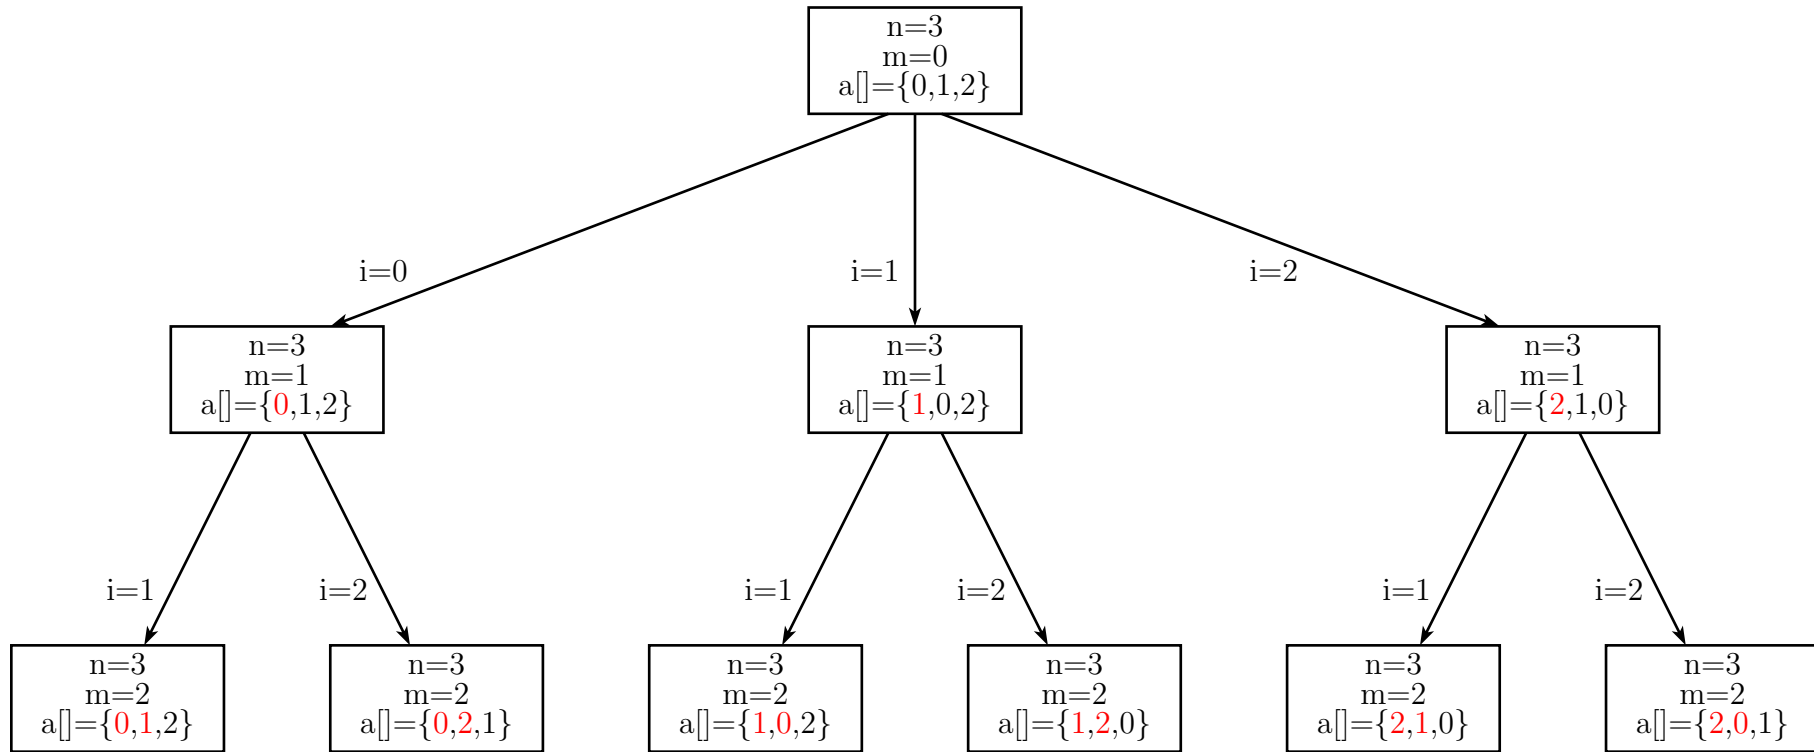 n=3
m=0
a[]={0,1,2}
i=0
i=1
i=2
n=3
m=1
a[]={0,1,2}
n=3
m=1
a[]={1,0,2}
n=3
m=1
a[]={2,1,0}
i=1
i=2
i=1
i=2
i=1
i=2
n=3
m=2
a[]={0,1,2}
n=3
m=2
a[]={0,2,1}
n=3
m=2
a[]={1,0,2}
n=3
m=2
a[]={1,2,0}
n=3
m=2
a[]={2,1,0}
n=3
m=2
a[]={2,0,1}